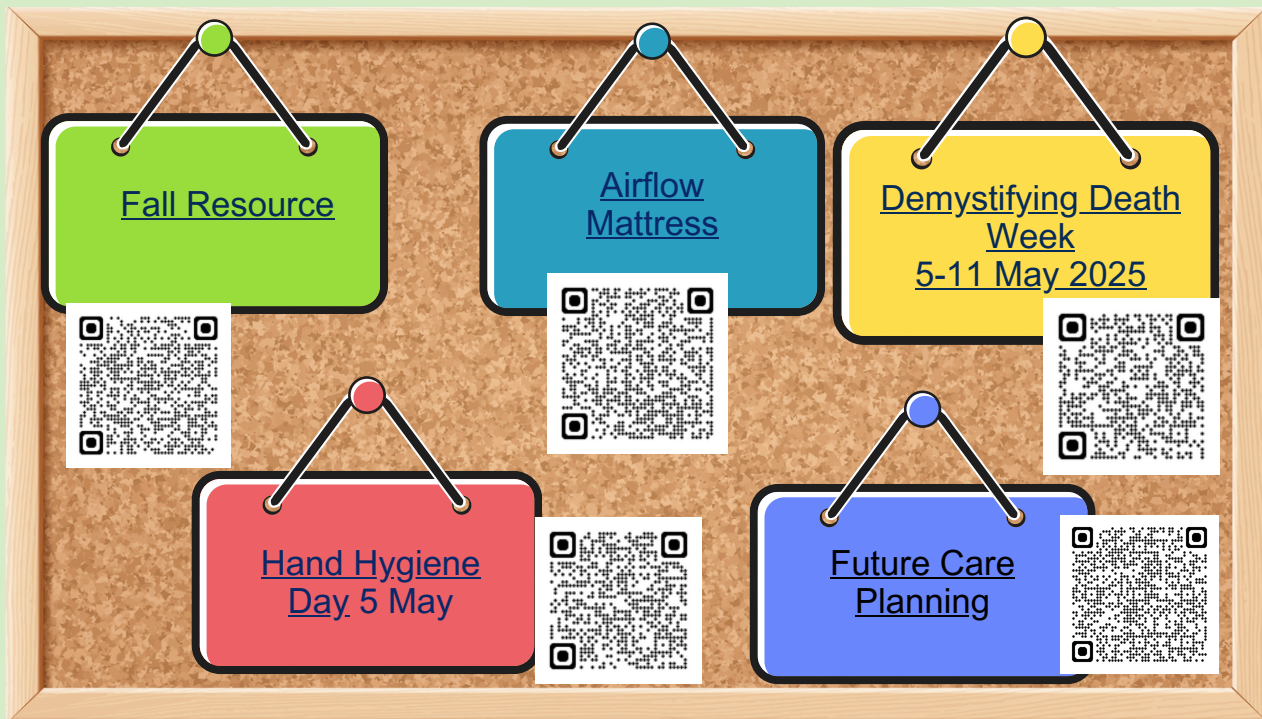 Fall Resource
Airflow
Mattress
Demystifying Death
Week
5-11 May 2025
Hand Hygiene
Day 5 May
Future Care
Planning